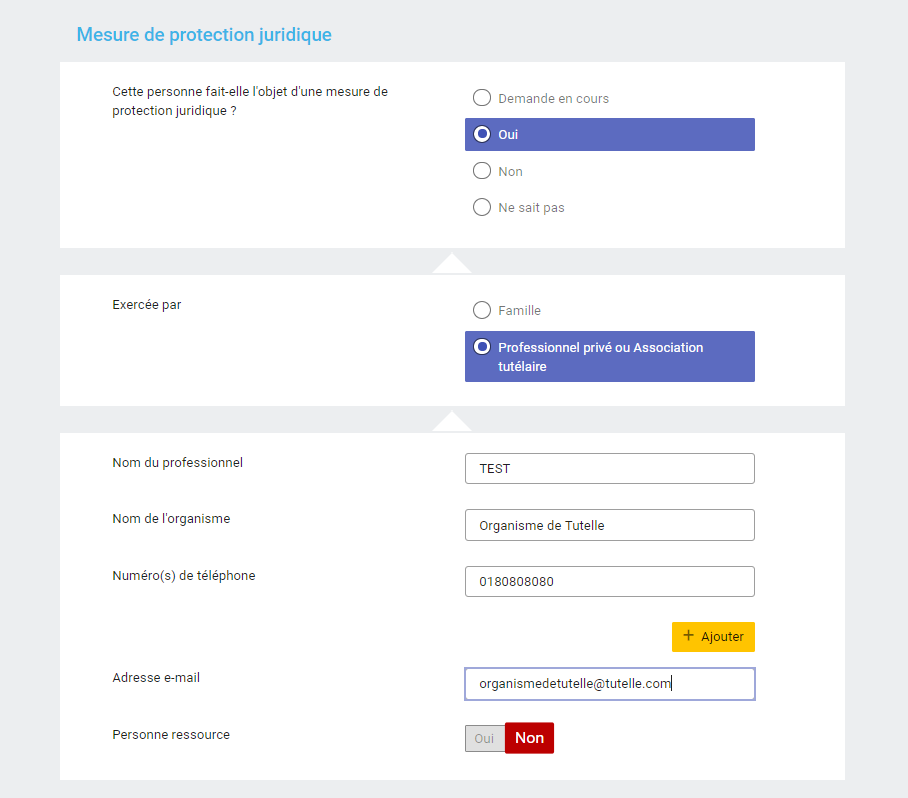 Mesure de protection juridique
Cette personne fait-elle l'objet d'une mesure de
protection juridique ?
Demande en cours
Oui
Non
Ne sait pas
Exercée par
Famille
Professionnel privé ou Association
tutélaire
Nom du professionnel
TEST
Nom de l'organisme
Organisme de Tutelle
Numéro(s) de téléphone
0180808080
+ Ajouter
Adresse e-mail
organismedetutelle@tutelle.com
Personne ressource
Oui Non